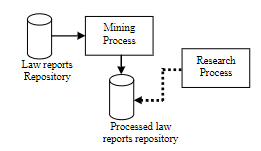 Mining
Process
Law reports
Repository
Research
Process
Processed law
reports repository